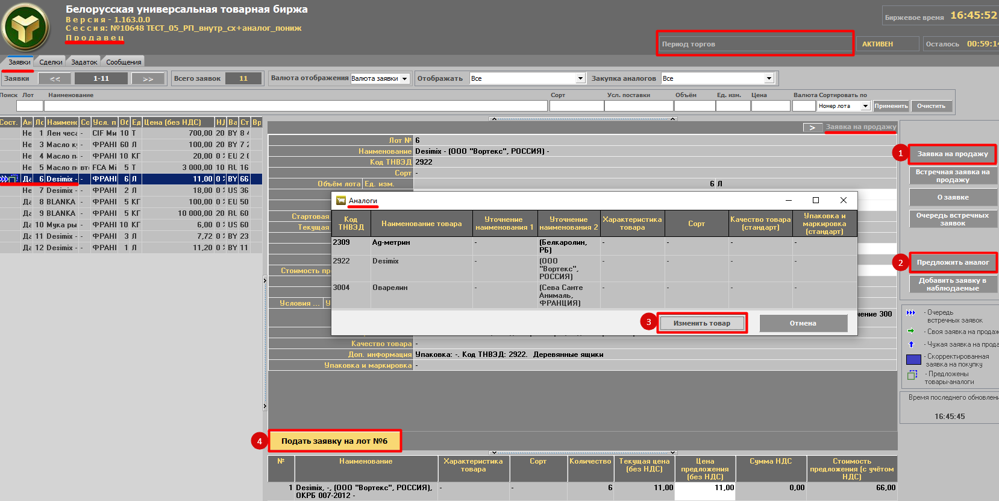 Белорусская универсальная товарная биржа
Версия - 1.163.0.0
Сессия: №10648 ТЕСТ_05_РП_внутр_сх+аналог_пониж
Продавец
Биржевое время 16:45:52
Период торгов АКТИВЕН Осталось 00:59:14
Заявки Сделки Задаток Сообщения
Заявки << 1-11 >> Всего заявок 11 Валюта отображения Валюта заявки Отображать Все Закупка аналогов Все
Поиск Лот Наименование Сорт Усл. поставки Объём Ед. изм. Цена Валюта Сортировать по
Номер лота Применить Очистить
Сост. Ан Ло Наимено Со Усл. п Об Ед Цена (без НДС) НД Ва Ст Вр
Не 1 Лен чеса - CIF Ми 10 Т 700,00 20 BY 8 4
Не 3 Масло ку - ФРАНІ 60 Л 100,00 20 BY 7 2
Не 4 Масло па - ФРАНІ 10 КГ 20,00 0 % EU 2 0
Не 5 Масло по вто FCA Mi 5 Т 3 000,00 10 RU 16
Да 6 Desimix - - ФРАНІ 6 Л 11,00 0 % BY 66
Не 7 Desimix - - ФРАНІ 2 Л 18,00 0 % US 36
Да 8 BLANKA - ФРАНІ 5 КГ 100,00 0 % EU 50
Да 9 BLANKA - ФРАНІ 5 КГ 10 000,00 20 RU 60
Да 10 Мука ры - ФРАНІ 10 КГ 6,00 0 % US 60
Да 11 Desimix - - ФРАНІ 3 Л 7,72 0 % BY 23
Да 12 Desimix - - ФРАНІ 1 Л 11,20 0 % BY 11
> Заявка на продажу
Лот № 6
Наименование Desimix - (ООО "Вортекс", РОССИЯ) -
Код ТНВЭД 2922
Сорт -
Объём лота Ед. изм. 6 Л
Стартовая
Текущая
Стоимость пр
Условия ... У
чение 300
Качество товара -
Доп. информация Упаковка: -. Код ТНВЭД: 2922. Деревянные ящики
Упаковка и маркировка -
Аналоги
Код ТНВЭД Наименование товара Уточнение наименования 1 Уточнение наименования 2 Характеристика товара Сорт Качество товара (стандарт) Упаковка и маркировка (стандарт)
2309 Ag-метрин - (Белкаролин, РБ) - - - -
2922 Desimix - (ООО "Вортекс", РОССИЯ) - - - -
3004 Оварелин - (Сева Санте Анималь, ФРАНЦИЯ) - - - -
3 Изменить товар Отмена
1 Заявка на продажу
Встречная заявка на
продажу
О заявке
Очередь встречных
заявок
2 Предложить аналог
Добавить заявку в
наблюдаемые
- Очередь
встречных заявок
- Своя заявка на продаж
- Чужая заявка на прода
- Скорректированная
заявка на покупку
- Предложены
товары-аналоги
Время последнего обновлени
16:45:45
4 Подать заявку на лот №6
№ Наименование Характеристика товара Сорт Количество Текущая цена (без НДС) Цена предложения (без НДС) Сумма НДС Стоимость предложения (с учётом НДС)
1 Desimix, -, (ООО "Вортекс", РОССИЯ), - - 6 11,00 11,00 0,00 66,00
ОКРБ 007-2012 -